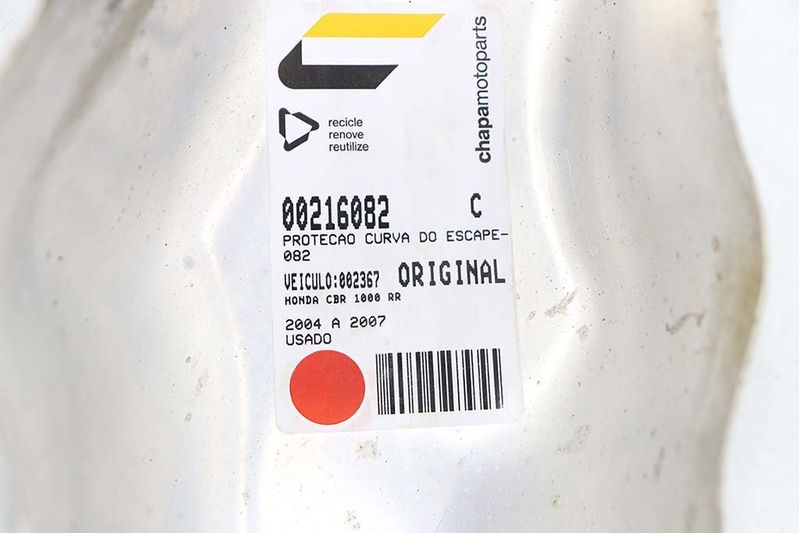 chapamotoparts
recicle
renove
reutilize
00216082 C
PROTECAO CURVA DO ESCAPE-
082
VEICULO:002367 ORIGINAL
HONDA CBR 1000 RR
2004 A 2007
USADO